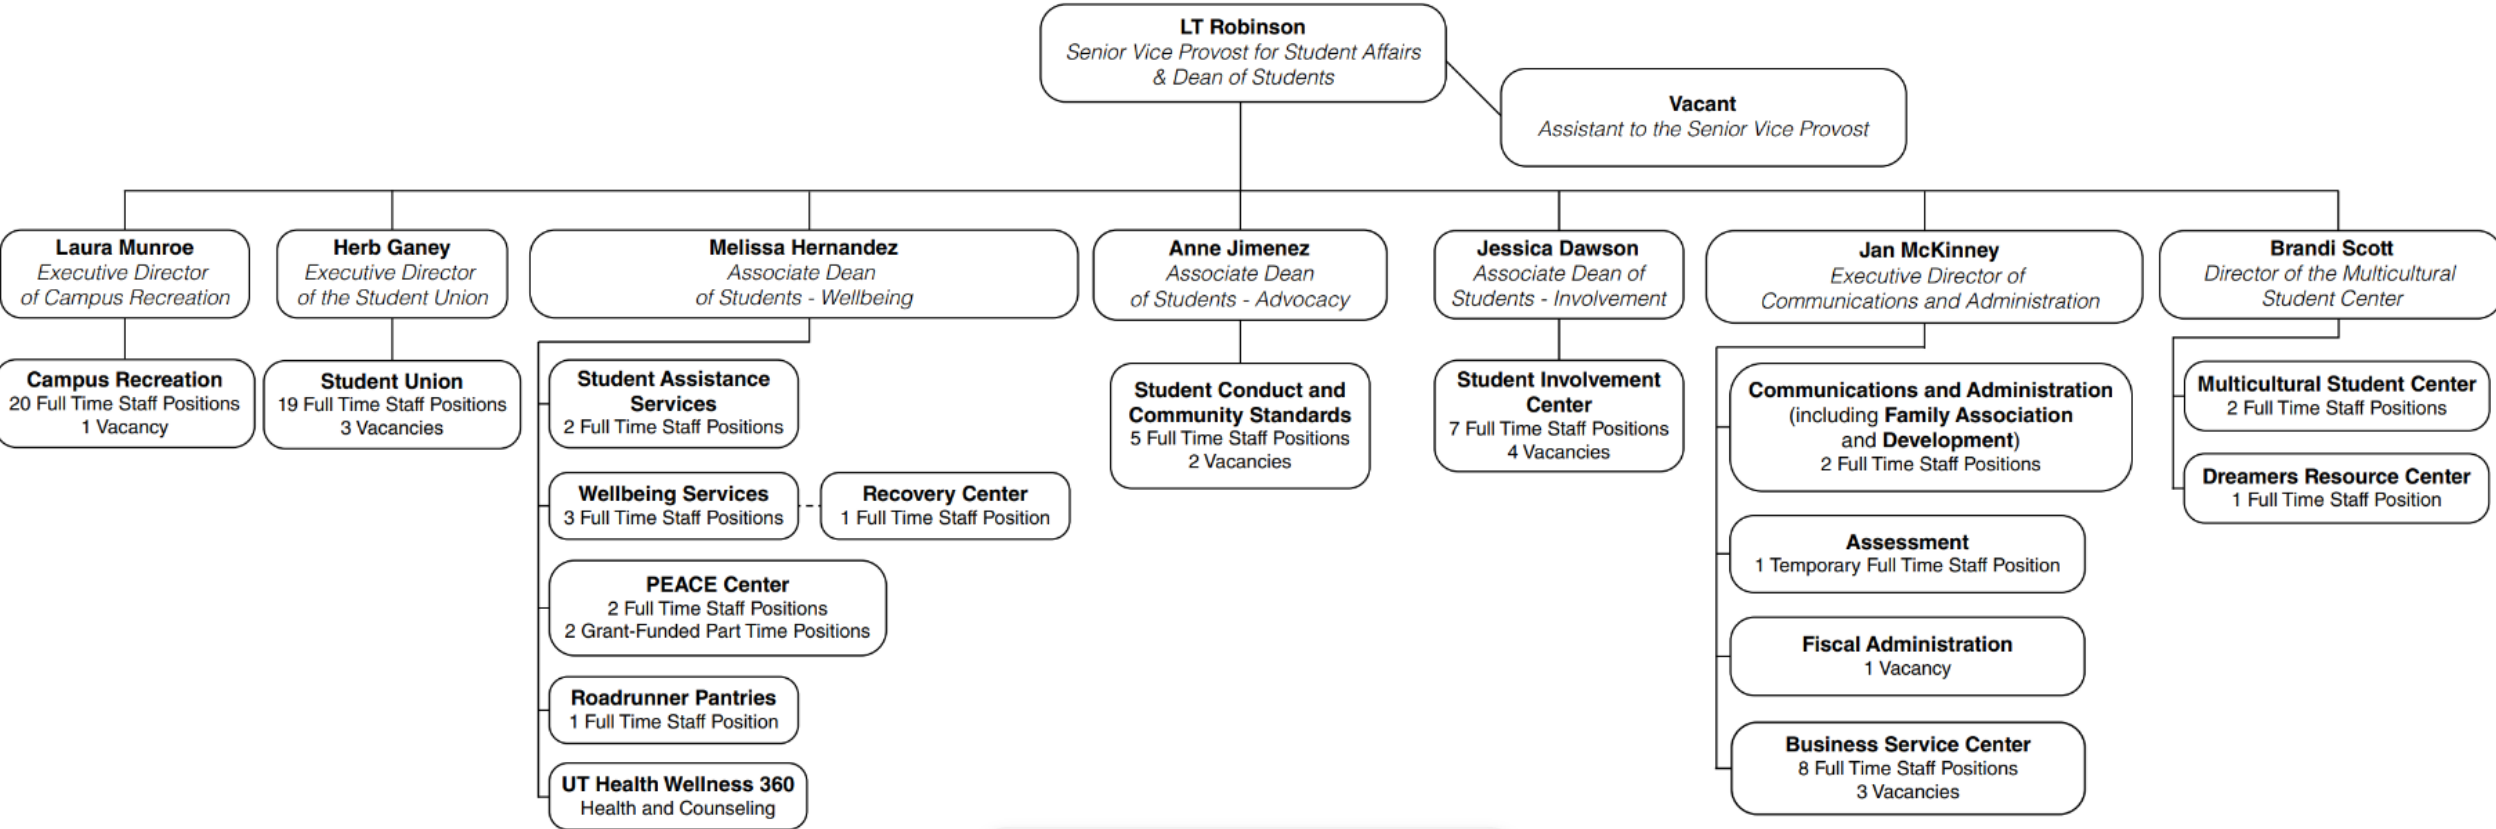 LT Robinson
Senior Vice Provost for Student Affairs
& Dean of Students
Vacant
Assistant to the Senior Vice Provost
Laura Munroe
Executive Director
of Campus Recreation
Herb Ganey
Executive Director
of the Student Union
Melissa Hernandez
Associate Dean
of Students - Wellbeing
Anne Jimenez
Associate Dean
of Students - Advocacy
Jessica Dawson
Associate Dean of
Students - Involvement
Jan McKinney
Executive Director of
Communications and Administration
Brandi Scott
Director of the Multicultural
Student Center
Campus Recreation
20 Full Time Staff Positions
1 Vacancy
Student Union
19 Full Time Staff Positions
3 Vacancies
Student Assistance
Services
2 Full Time Staff Positions
Wellbeing Services
3 Full Time Staff Positions
Recovery Center
1 Full Time Staff Position
PEACE Center
2 Full Time Staff Positions
2 Grant-Funded Part Time Positions
Roadrunner Pantries
1 Full Time Staff Position
UT Health Wellness 360
Health and Counseling
Student Conduct and
Community Standards
5 Full Time Staff Positions
2 Vacancies
Student Involvement
Center
7 Full Time Staff Positions
4 Vacancies
Communications and Administration
(including Family Association
and Development)
2 Full Time Staff Positions
Assessment
1 Temporary Full Time Staff Position
Fiscal Administration
1 Vacancy
Business Service Center
8 Full Time Staff Positions
3 Vacancies
Multicultural Student Center
2 Full Time Staff Positions
Dreamers Resource Center
1 Full Time Staff Position